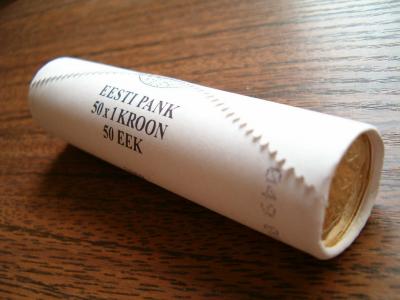 EESTI PANK
50 x 1 KROON
50 EEK